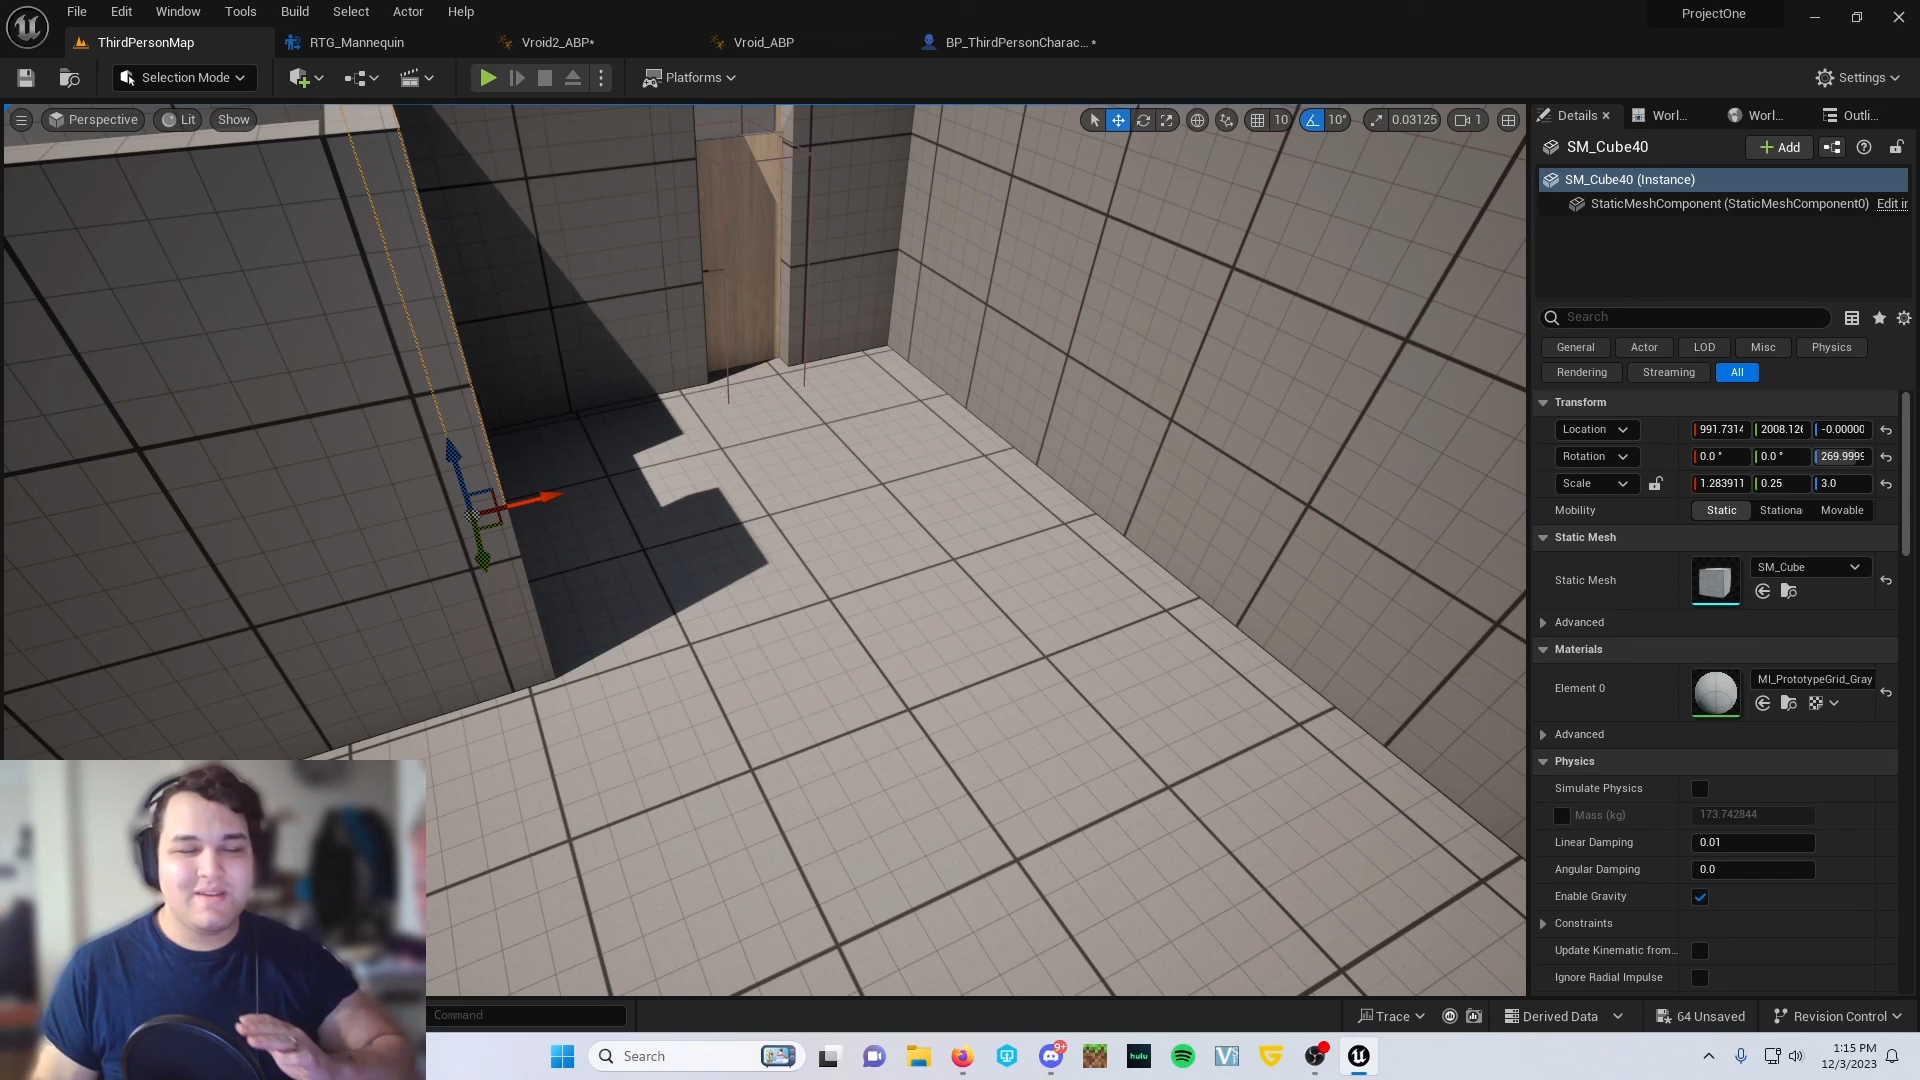 File Edit Window Tools Build Select Actor Help
ProjectOne
ThirdPersonMap
RTG_Mannequin
Vroid2_ABP*
Vroid_ABP
BP_ThirdPersonCharac... *
Selection Mode
Platforms
Settings
Perspective
Lit
Show
10
10°
0.03125
1
Details
Worl...
Worl...
Outli...
SM_Cube40
Add
SM_Cube40 (Instance)
StaticMeshComponent (StaticMeshComponent0)
Edit in
Search
General
Actor
LOD
Misc
Physics
Rendering
Streaming
All
Transform
Location
991.7314
2008.126
-0.00000
Rotation
0.0 °
0.0 °
269.9999
Scale
1.283911
0.25
3.0
Mobility
Static
Stationa
Movable
Static Mesh
Static Mesh
SM_Cube
Advanced
Materials
Element 0
MI_PrototypeGrid_Gray
Advanced
Physics
Simulate Physics
Mass (kg)
173.742844
Linear Damping
0.01
Angular Damping
0.0
Enable Gravity
Constraints
Update Kinematic from...
Ignore Radial Impulse
Command
Trace
Derived Data
64 Unsaved
Revision Control
Search
9+
hulu
1:15 PM
12/3/2023